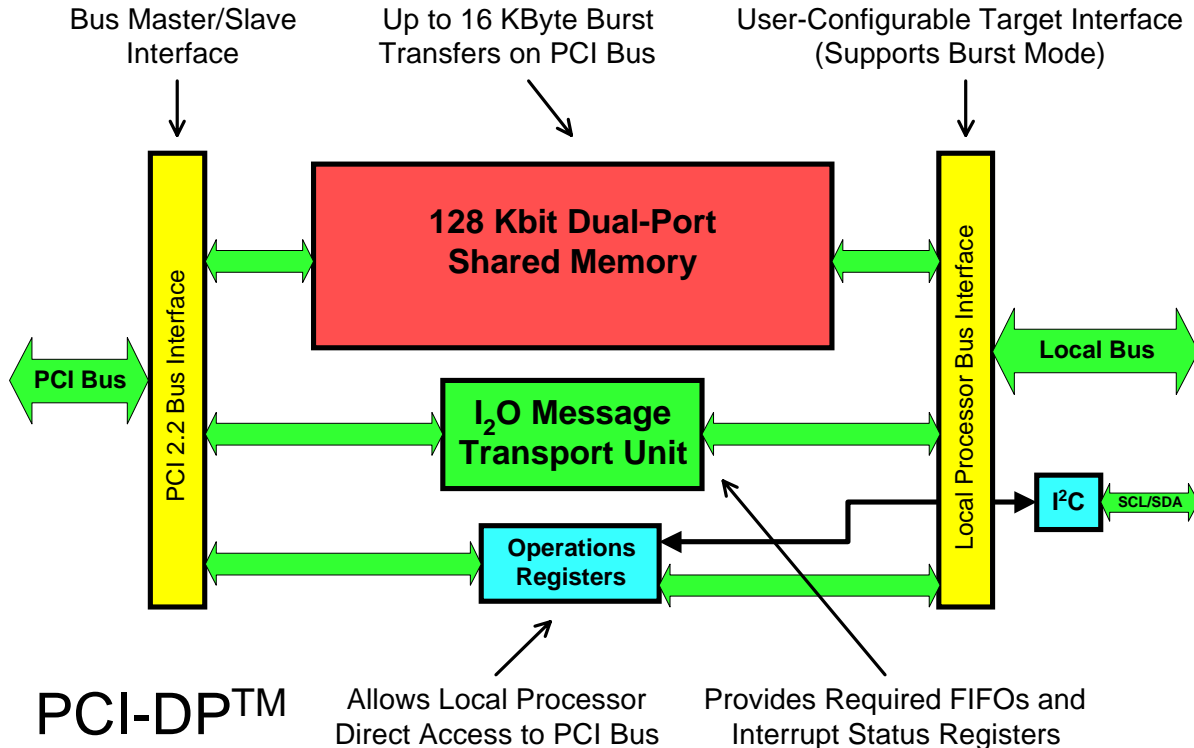 Bus Master/Slave
Interface
Up to 16 KByte Burst
Transfers on PCI Bus
User-Configurable Target Interface
(Supports Burst Mode)
128 Kbit Dual-Port
Shared Memory
PCI 2.2 Bus Interface
Local Processor Bus Interface
PCI Bus
Local Bus
I₂O Message
Transport Unit
I²C
SCL/SDA
Operations
Registers
PCI-DP™
Allows Local Processor
Direct Access to PCI Bus
Provides Required FIFOs and
Interrupt Status Registers